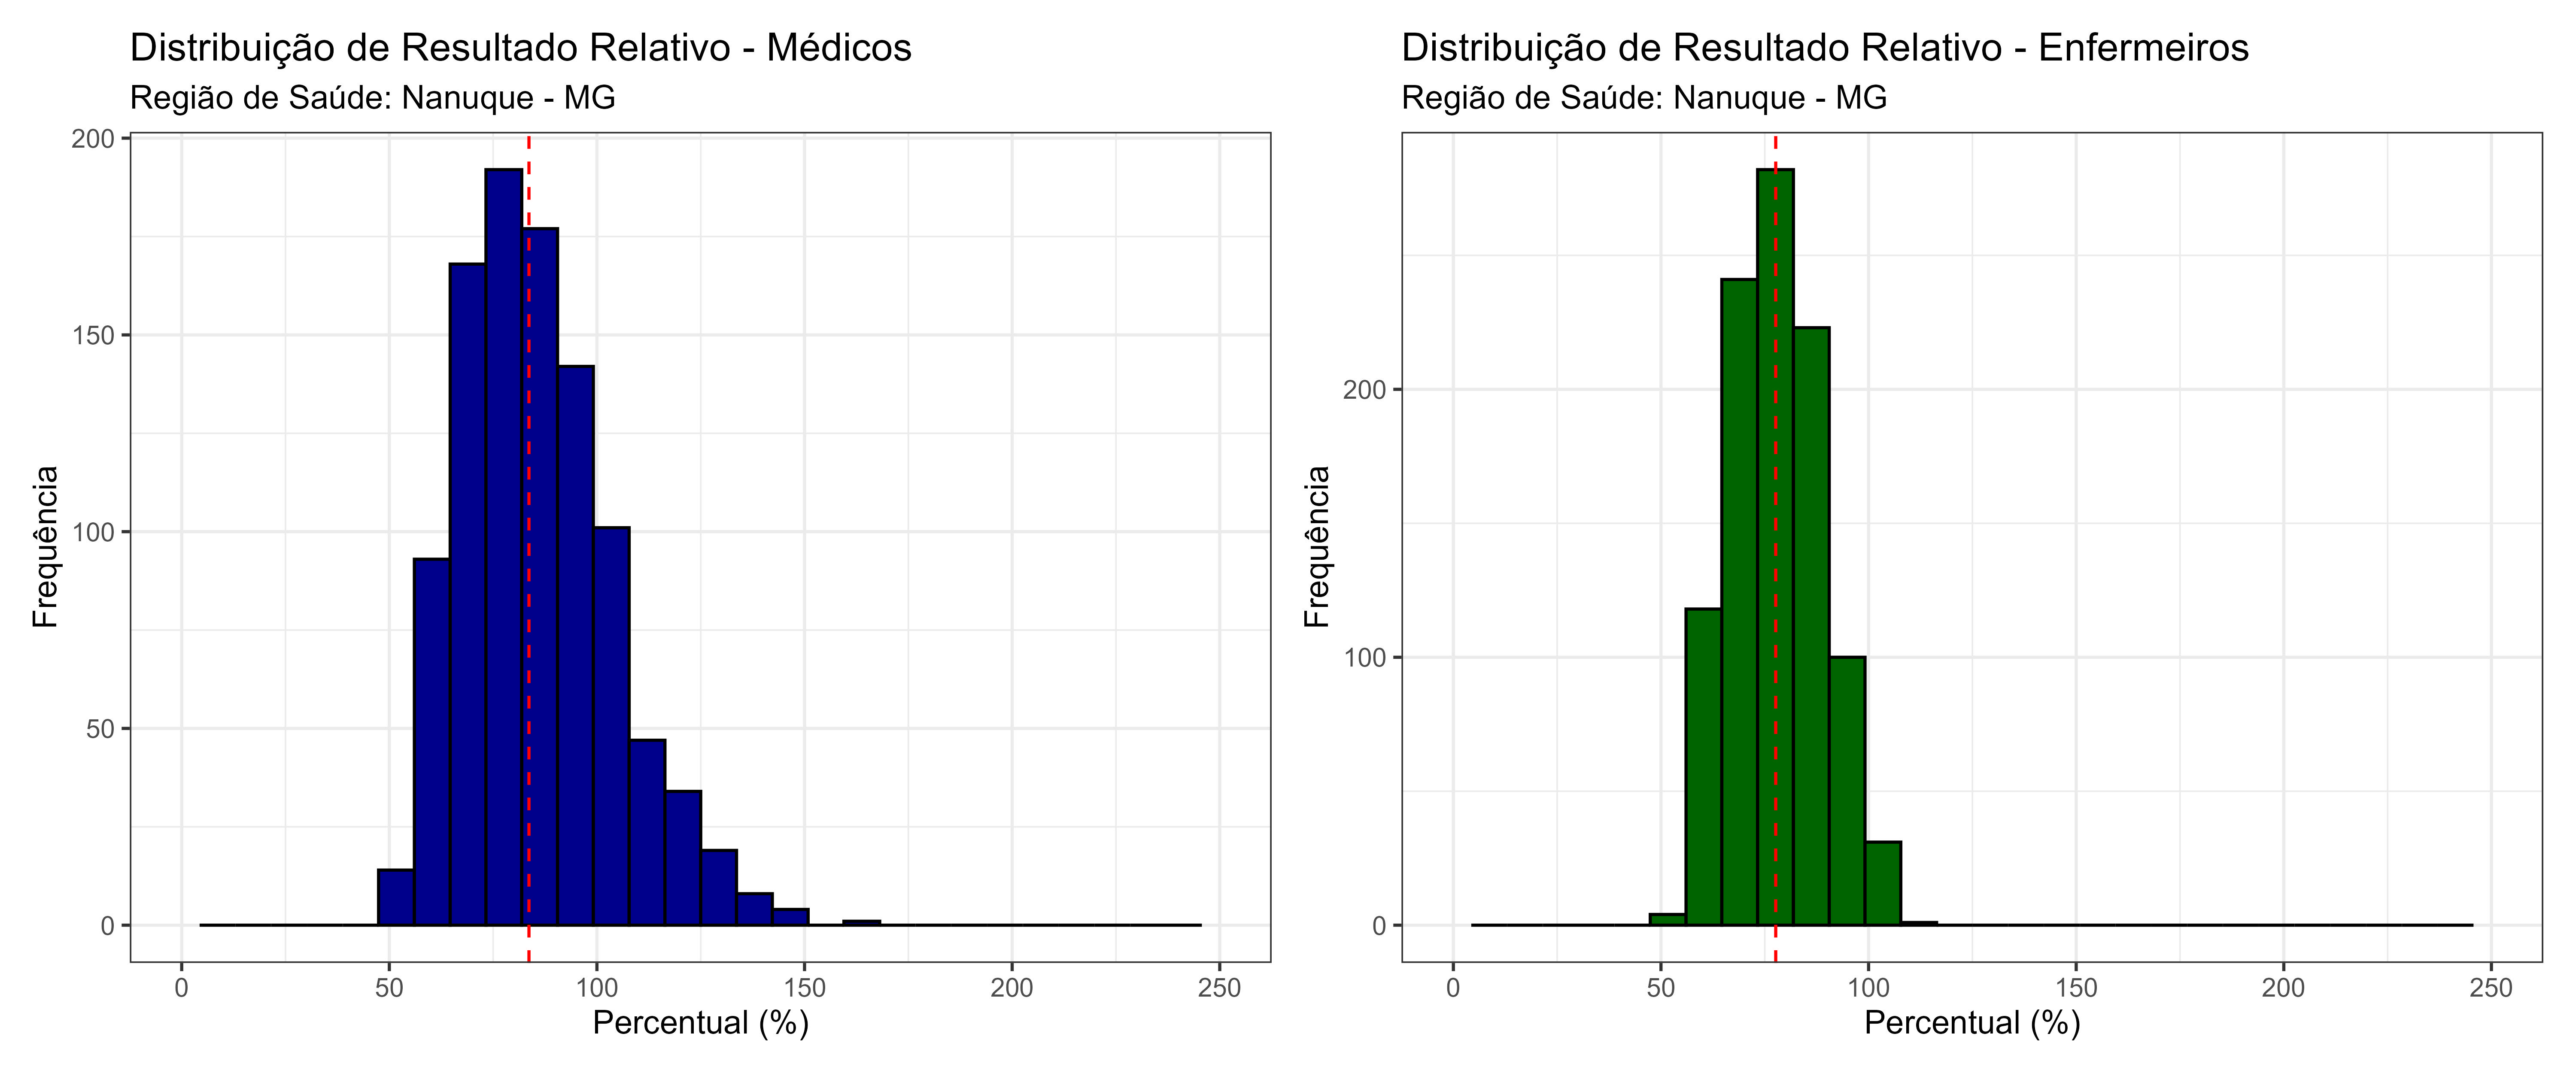 Distribuição de Resultado Relativo - Médicos
Região de Saúde: Nanuque - MG
200
150
100
50
0
Frequência
0 50 100 150 200 250
Percentual (%)
Distribuição de Resultado Relativo - Enfermeiros
Região de Saúde: Nanuque - MG
200
100
0
Frequência
0 50 100 150 200 250
Percentual (%)